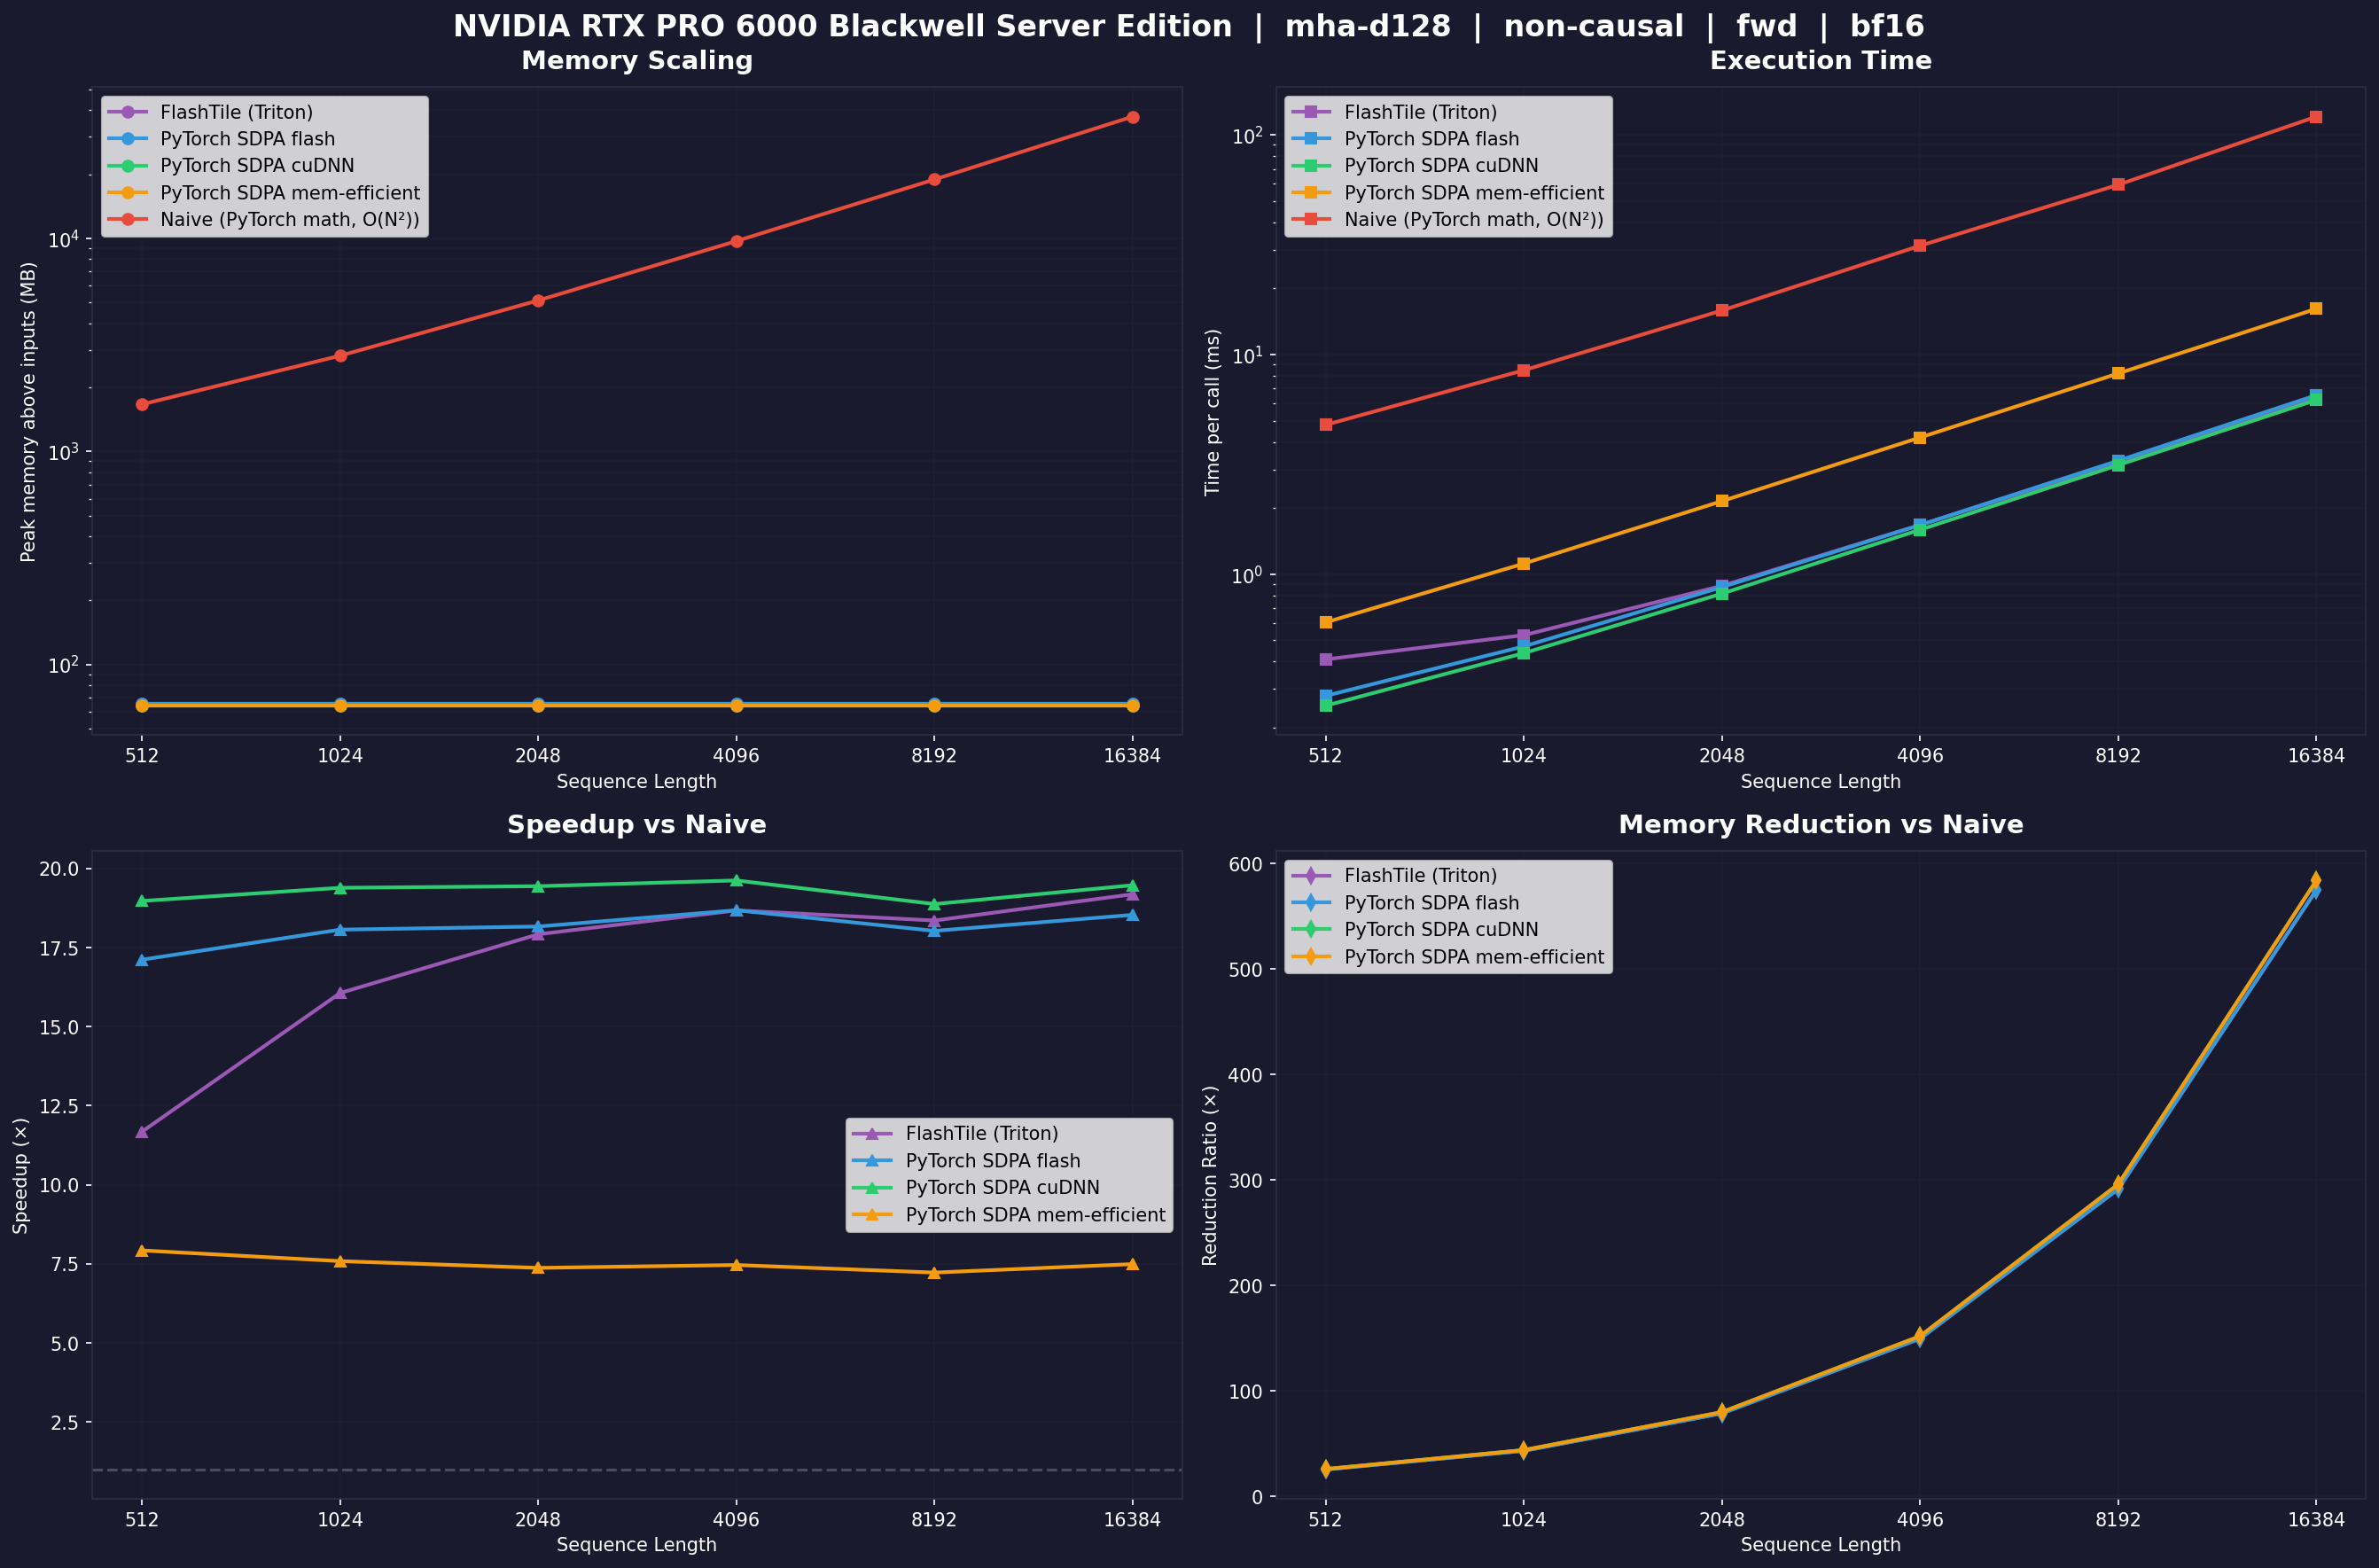 NVIDIA RTX PRO 6000 Blackwell Server Edition | mha-d128 | non-causal | fwd | bf16
Memory Scaling
FlashTile (Triton)
PyTorch SDPA flash
PyTorch SDPA cuDNN
PyTorch SDPA mem-efficient
Naive (PyTorch math, O(N²))
Peak memory above inputs (MB)
10⁴
10³
10²
512 1024 2048 4096 8192 16384
Sequence Length
Execution Time
FlashTile (Triton)
PyTorch SDPA flash
PyTorch SDPA cuDNN
PyTorch SDPA mem-efficient
Naive (PyTorch math, O(N²))
Time per call (ms)
10²
10¹
10⁰
512 1024 2048 4096 8192 16384
Sequence Length
Speedup vs Naive
Speedup (×)
20.0
17.5
15.0
12.5
10.0
7.5
5.0
2.5
FlashTile (Triton)
PyTorch SDPA flash
PyTorch SDPA cuDNN
PyTorch SDPA mem-efficient
512 1024 2048 4096 8192 16384
Sequence Length
Memory Reduction vs Naive
FlashTile (Triton)
PyTorch SDPA flash
PyTorch SDPA cuDNN
PyTorch SDPA mem-efficient
Reduction Ratio (×)
600
500
400
300
200
100
0
512 1024 2048 4096 8192 16384
Sequence Length